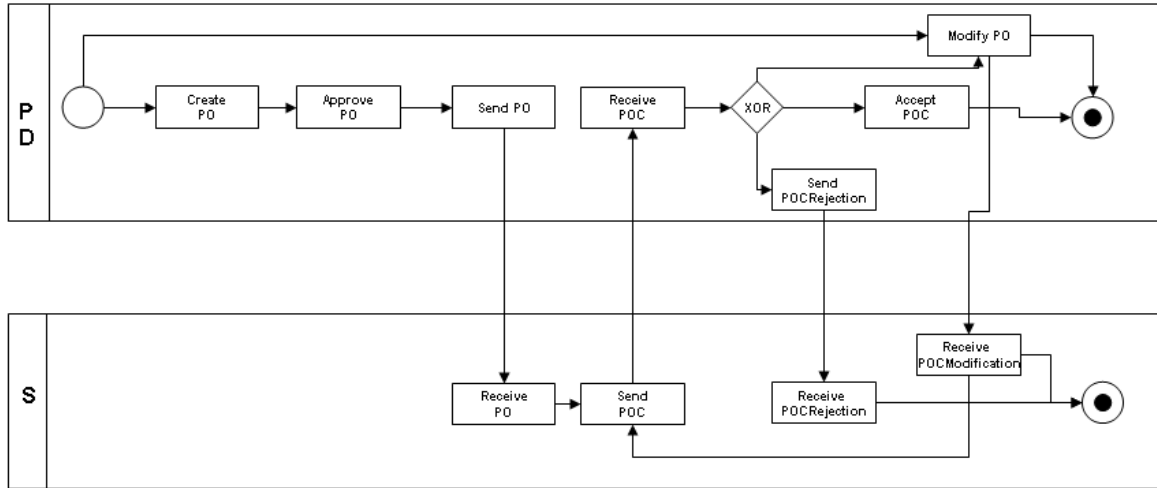 P
D
Modify PO
Create
PO
Approve
PO
Send PO
Receive
POC
XOR
Accept
POC
Send
POCRejection
S
Receive
POCModification
Receive
PO
Send
POC
Receive
POCRejection